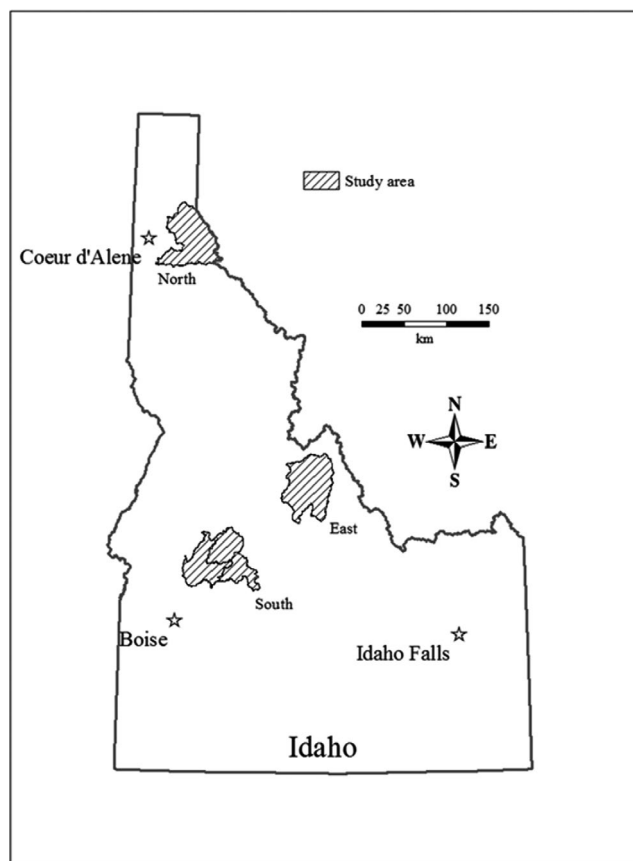 Study area
Coeur d'Alene
North
0 25 50 100 150
km
N
W E
S
East
South
Boise
Idaho Falls
Idaho